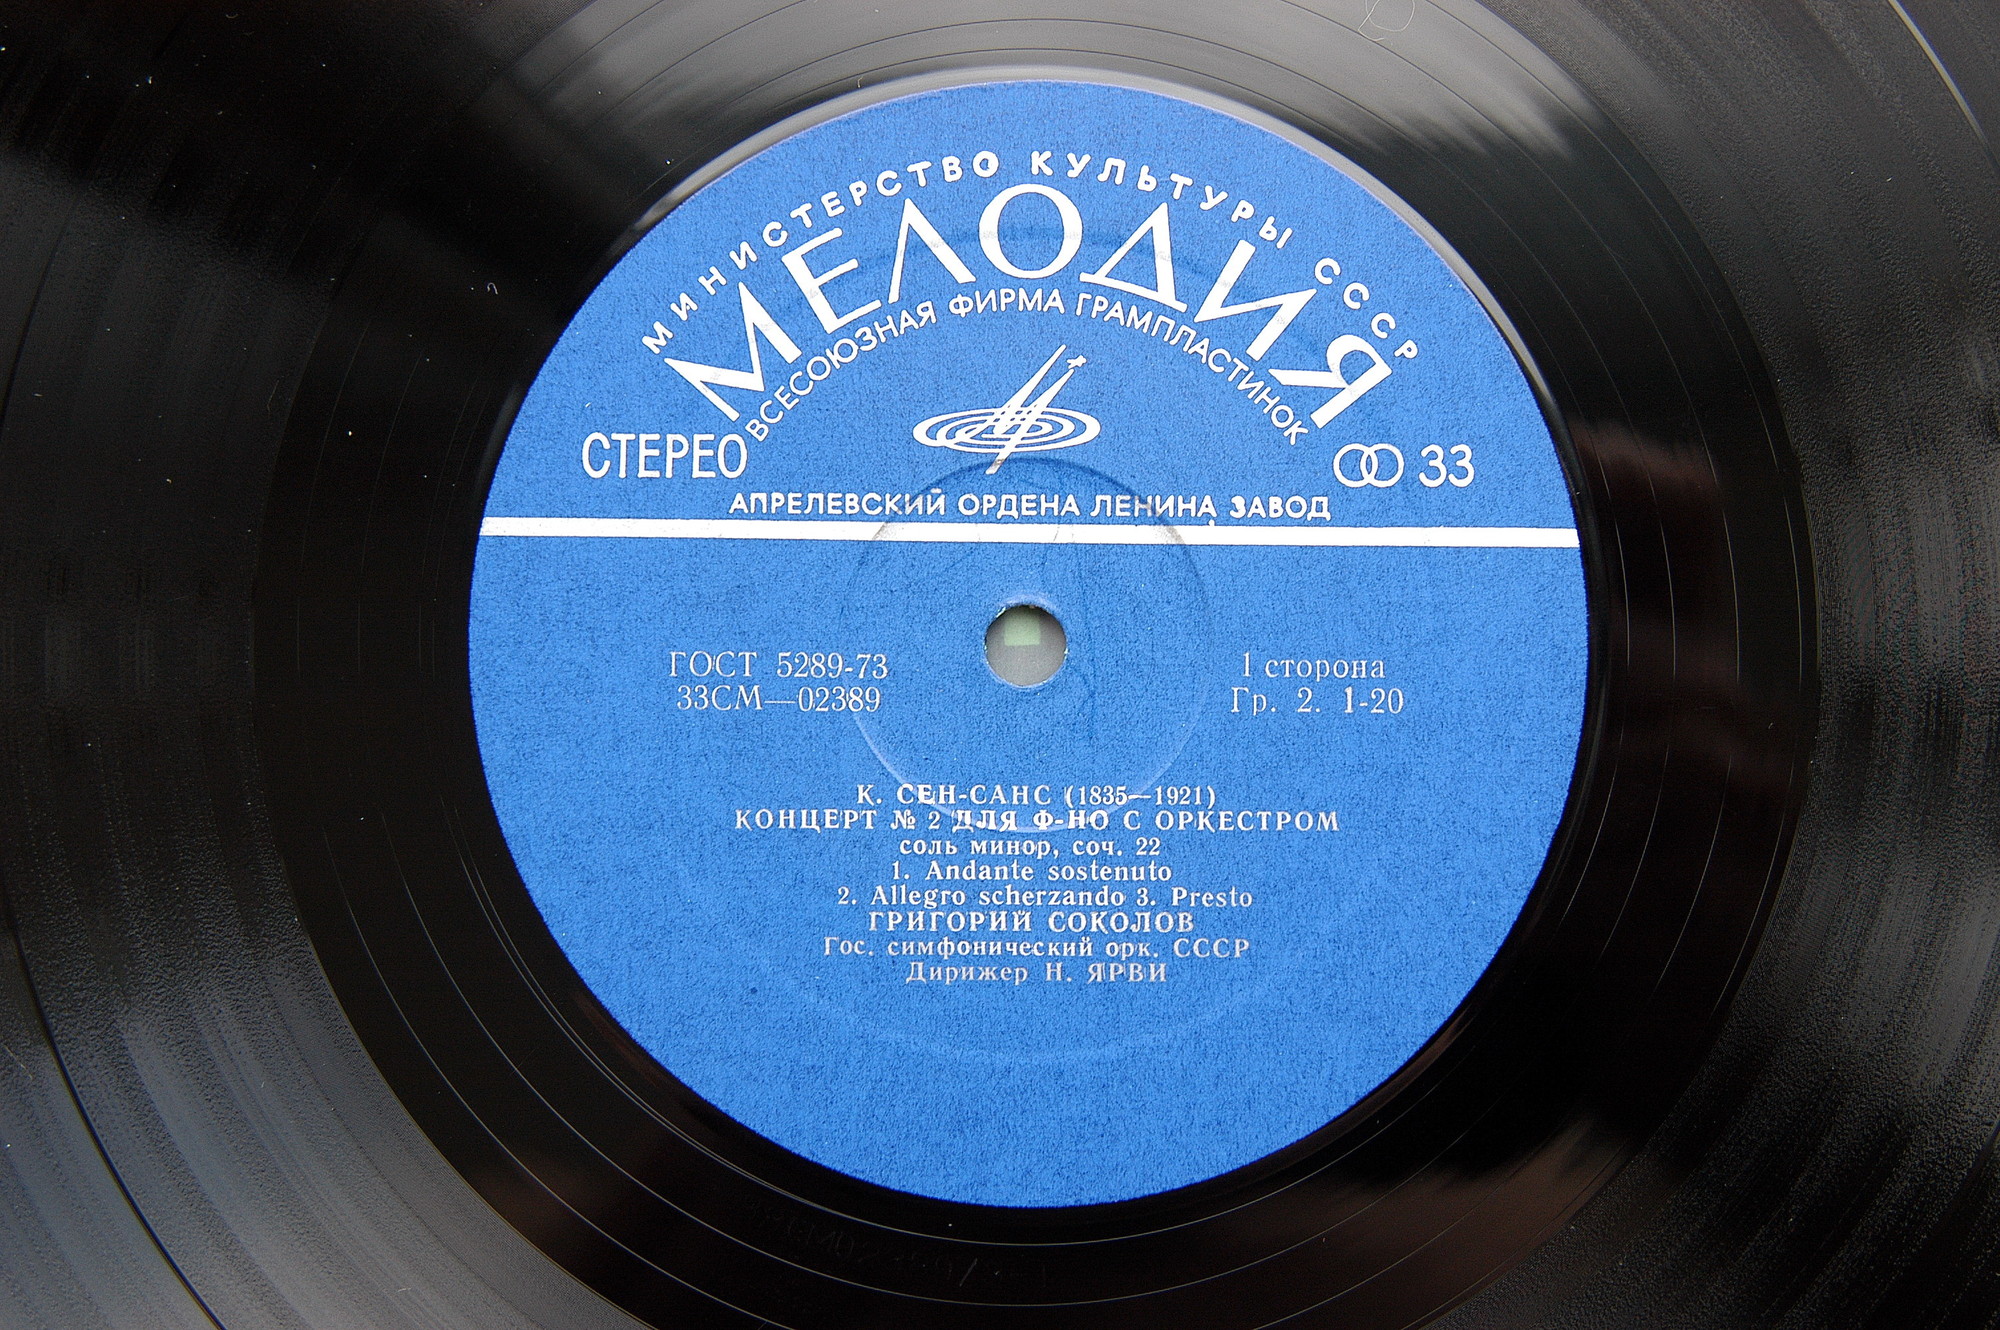 МИНИСТЕРСТВО КУЛЬТУРЫ СССР
МЕЛОДИЯ
ВСЕСОЮЗНАЯ ФИРМА ГРАМПЛАСТИНОК
СТЕРЕО
33
АПРЕЛЕВСКИЙ ОРДЕНА ЛЕНИНА ЗАВОД
ГОСТ 5289-73
33СМ—02389
1 сторона
Гр. 2. 1-20
К. СЕН-САНС (1835—1921)
КОНЦЕРТ № 2 ДЛЯ Ф-НО С ОРКЕСТРОМ
соль минор, соч. 22
1. Andante sostenuto
2. Allegro scherzando 3. Presto
ГРИГОРИЙ СОКОЛОВ
Гос. симфонический орк. СССР
Дирижер Н. ЯРВИ